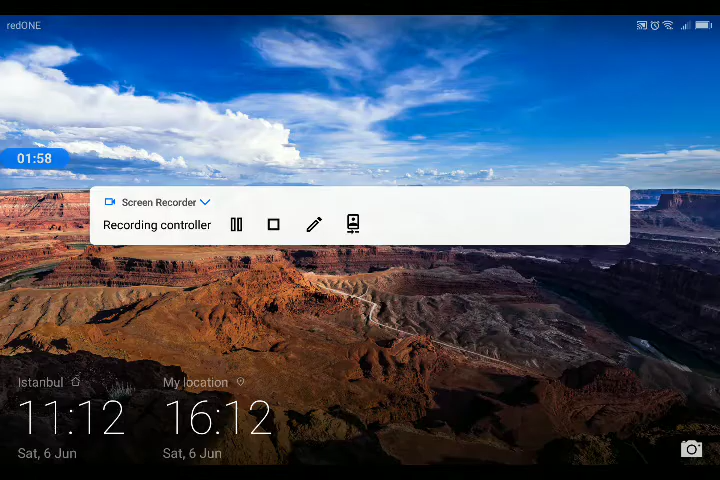 redONE
01:58
Screen Recorder
Recording controller
Istanbul
My location
11:12
16:12
Sat, 6 Jun
Sat, 6 Jun